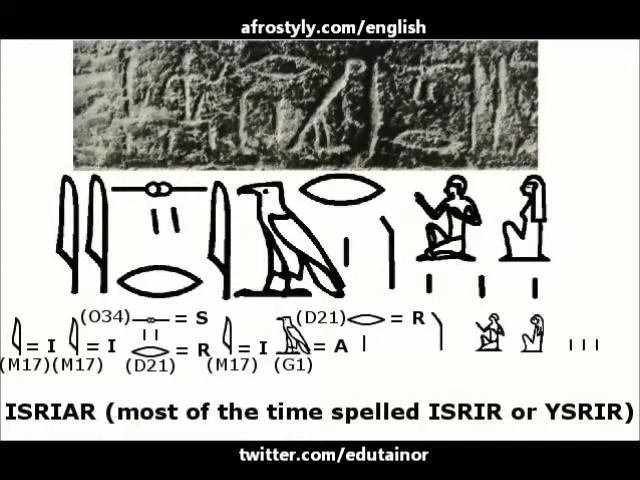 afrostyly.com/english
𓇋𓇋𓊃𓏭𓂋𓇋𓄿𓂋𓏤𓌙𓀀𓁐𓏥
(O34)𓊃 = S (D21)𓂋 = R
𓇋 = I 𓇋 = I 𓏭 𓂋 = R 𓇋 = I 𓄿 = A 𓏤 𓌙 𓀀 𓁐 𓏥
(M17)(M17) (D21) (M17) (G1)
ISRIAR (most of the time spelled ISRIR or YSRIR)
twitter.com/edutainor